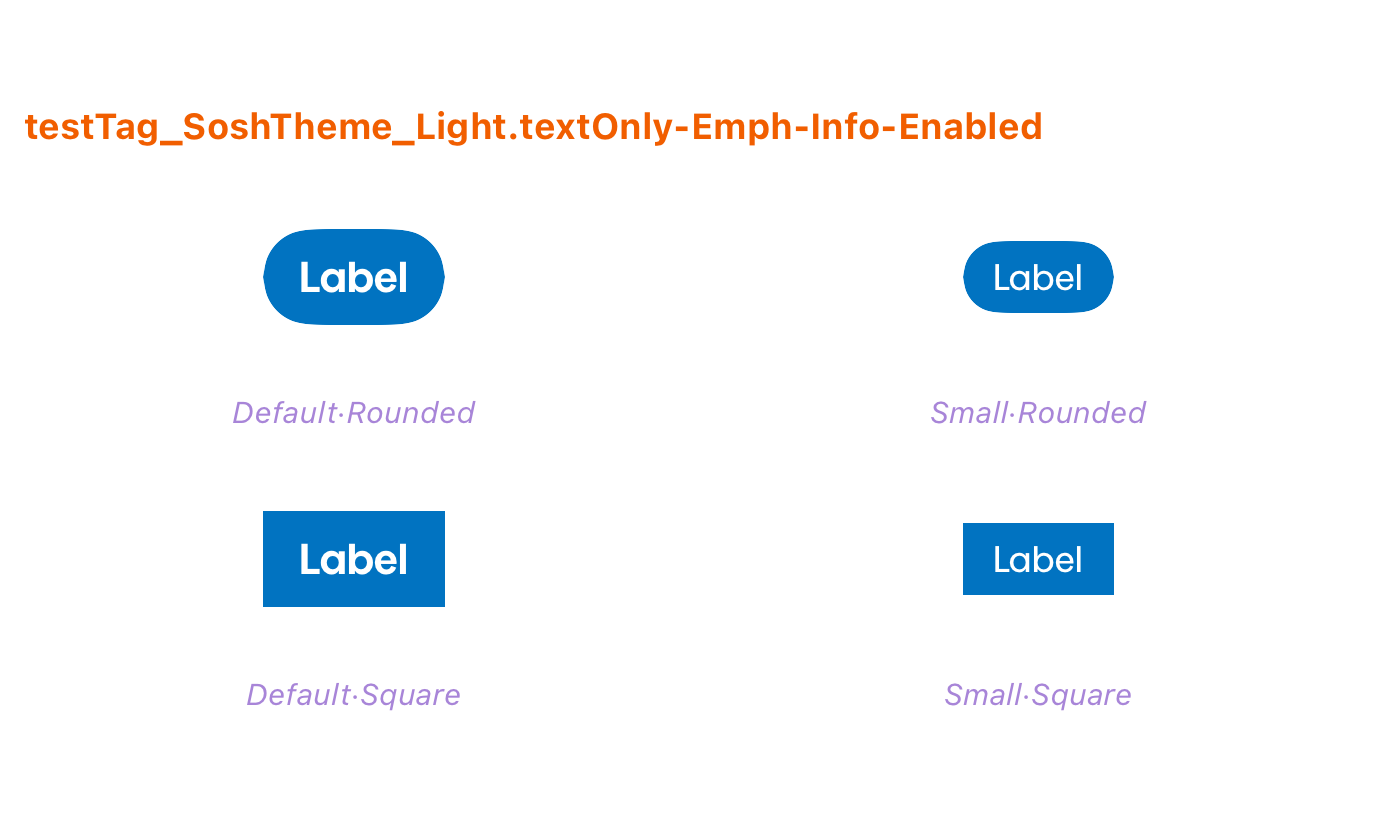 testTag_SoshTheme_Light.textOnly-Emph-Info-Enabled
Label
Label
Default·Rounded
Small·Rounded
Label
Label
Default·Square
Small·Square